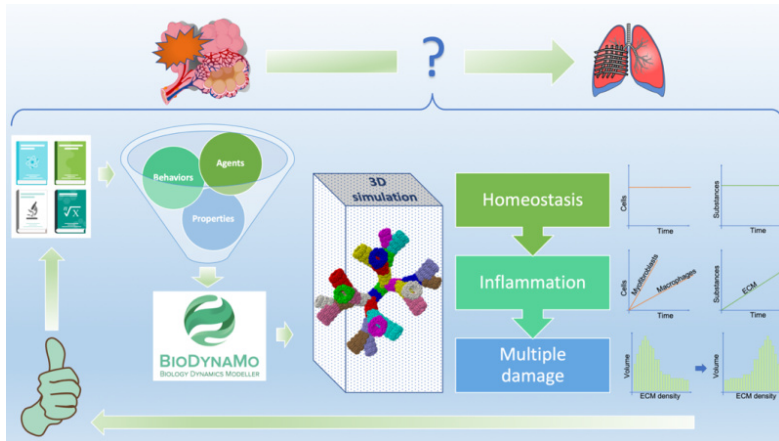 ?
Behaviors
Agents
Properties
BIODYNAMO
BIOLOGY DYNAMICS MODELLER
3D
simulation
Homeostasis
Inflammation
Multiple
damage
Cells
Time
Substances
Time
Cells
Myofibroblasts
Macrophages
Time
Substances
ECM
Time
Volume
ECM density
Volume
ECM density
√x